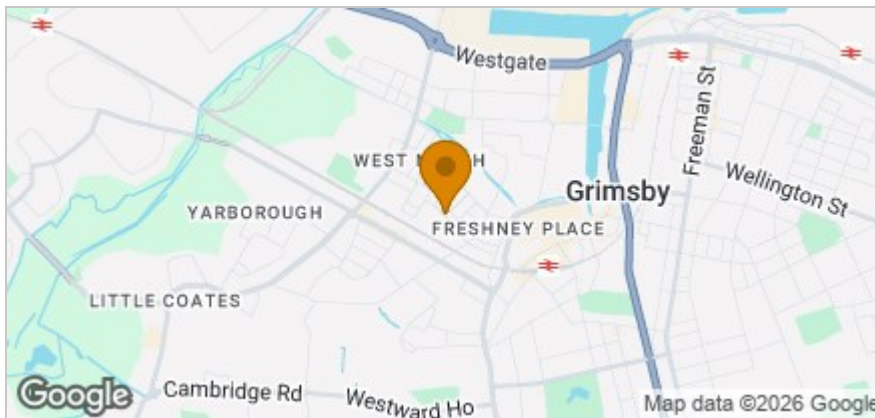 Westgate
Freeman St
WEST M  H
Wellington St
Grimsby
YARBOROUGH
FRESHNEY PLACE
LITTLE COATES
Cambridge Rd
Westward Ho
Google
Map data ©2026 Google